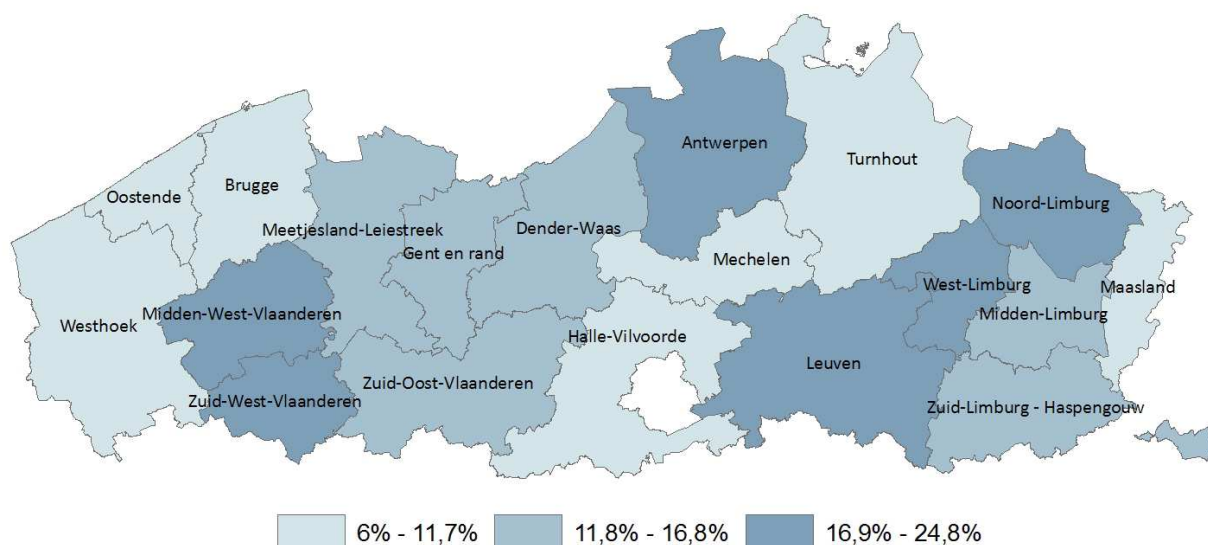 Antwerpen
Turnhout
Oostende
Brugge
Noord-Limburg
Meetjesland-Leiestreek
Dender-Waas
Gent en rand
Mechelen
West-Limburg
Maasland
Midden-West-Vlaanderen
Midden-Limburg
Westhoek
Halle-Vilvoorde
Leuven
Zuid-Oost-Vlaanderen
Zuid-West-Vlaanderen
Zuid-Limburg - Haspengouw
6% - 11,7%
11,8% - 16,8%
16,9% - 24,8%